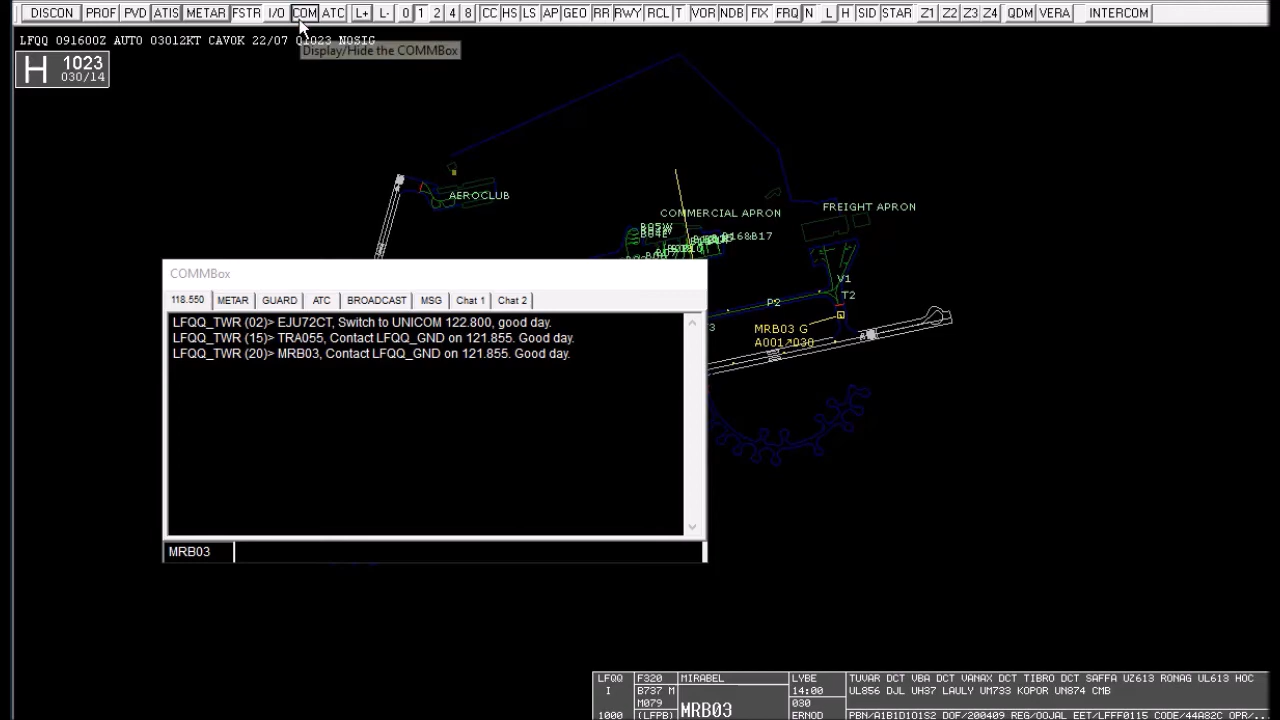 DISCON PROF PVD ATIS METAR FSTR I/O COM ATC L+ L- 0 1 2 4 8 CC HS LS AP GEO RR RWY RCL T VOR NDB FIX FRQ N L H SID STAR Z1 Z2 Z3 Z4 QDM VERA INTERCOM
LFQQ 091600Z AUTO 03012KT CAVOK 22/07 Q1023 NOSIG
Display/Hide the COMMBox
H 1023
030/14
AEROCLUB
COMMERCIAL APRON
FREIGHT APRON
B16&B17
V1
T2
P2
MRB03 G
A001↗030
COMMBox
118.550 METAR GUARD ATC BROADCAST MSG Chat 1 Chat 2
LFQQ_TWR (02)> EJU72CT, Switch to UNICOM 122.800, good day.
LFQQ_TWR (15)> TRA055, Contact LFQQ_GND on 121.855. Good day.
LFQQ_TWR (20)> MRB03, Contact LFQQ_GND on 121.855. Good day.
MRB03
LFQQ F320 MIRABEL LYBE TUVAR DCT VBA DCT VANAX DCT TIBRO DCT SAFFA UZ613 RONAG UL613 HOC
I B737 M 14:00 UL856 DJL UH37 LAULY UM733 KOPOR UN874 CMB
M079 030
1000 (LFPB) MRB03 ERNOD PBN/A1B1D1O1S2 DOF/200409 REG/OOJAL EET/LFFF0115 CODE/44A82C OPR/..